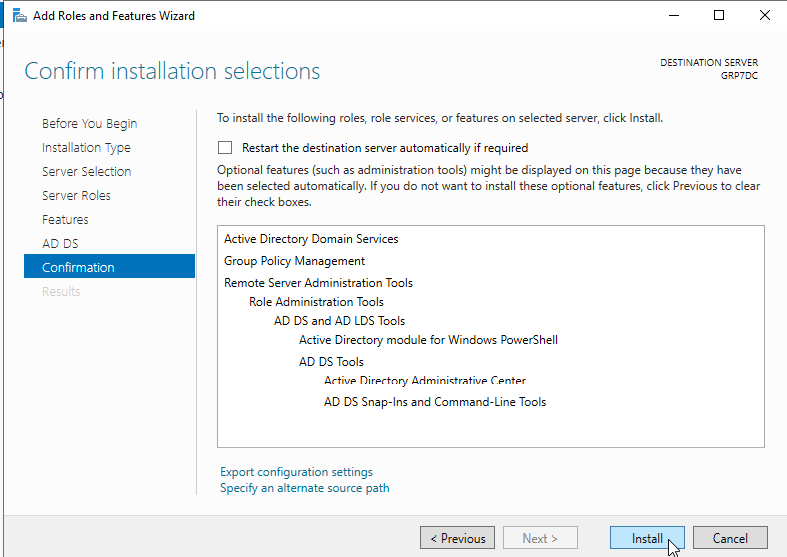 Add Roles and Features Wizard
Confirm installation selections
DESTINATION SERVER
GRP7DC
Before You Begin
Installation Type
Server Selection
Server Roles
Features
AD DS
Confirmation
Results
To install the following roles, role services, or features on selected server, click Install.
Restart the destination server automatically if required
Optional features (such as administration tools) might be displayed on this page because they have
been selected automatically. If you do not want to install these optional features, click Previous to clear
their check boxes.
Active Directory Domain Services
Group Policy Management
Remote Server Administration Tools
Role Administration Tools
AD DS and AD LDS Tools
Active Directory module for Windows PowerShell
AD DS Tools
Active Directory Administrative Center
AD DS Snap-Ins and Command-Line Tools
Export configuration settings
Specify an alternate source path
< Previous
Next >
Install
Cancel